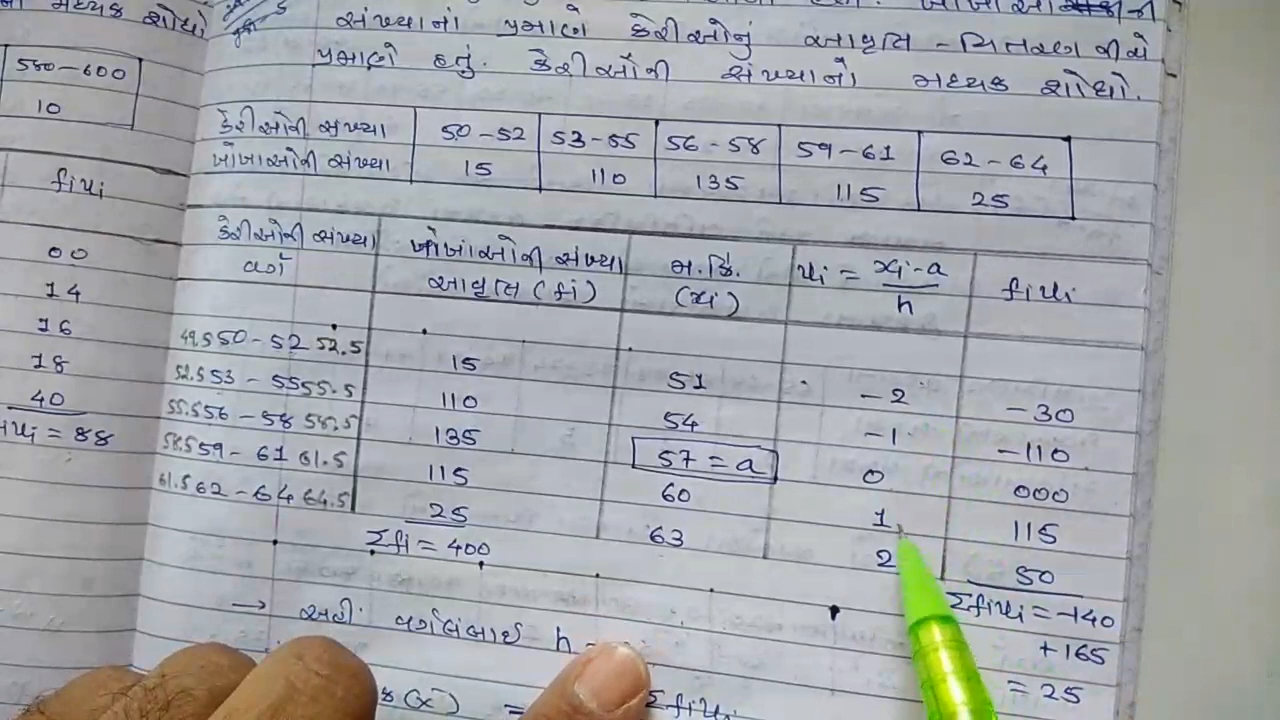 મધ્યક શોધો
550-600
10
fiui
00
14
16
18
40
= 88
સંખ્યાનાં પ્રમાણે કેરીઓનું આવૃત્તિ - વિતરણ નીચે
પ્રમાણે હતું. કેરીઓની સંખ્યાનો મધ્યક શોધો.
કેરીઓની સંખ્યા 50-52 53-55 56-58 59-61 62-64
ખોખાઓની સંખ્યા 15 110 135 115 25
કેરીઓની સંખ્યા ખોખાઓની સંખ્યા મ.કિં. ui = xi-a / h fiui
વર્ગ આવૃત્તિ (fi) (xi)
49.5 50-52 52.5 15 51 -2 -30
52.5 53-55 55.5 110 54 -1 -110
55.5 56-58 58.5 135 57=a 0 000
58.5 59-61 61.5 115 60 1 115
61.5 62-64 64.5 25 63 2 50
Σfi = 400 Σfiui = -140
+165
= 25
→ અહીં વર્ગલંબાઈ h
(x̄) = Σfiui